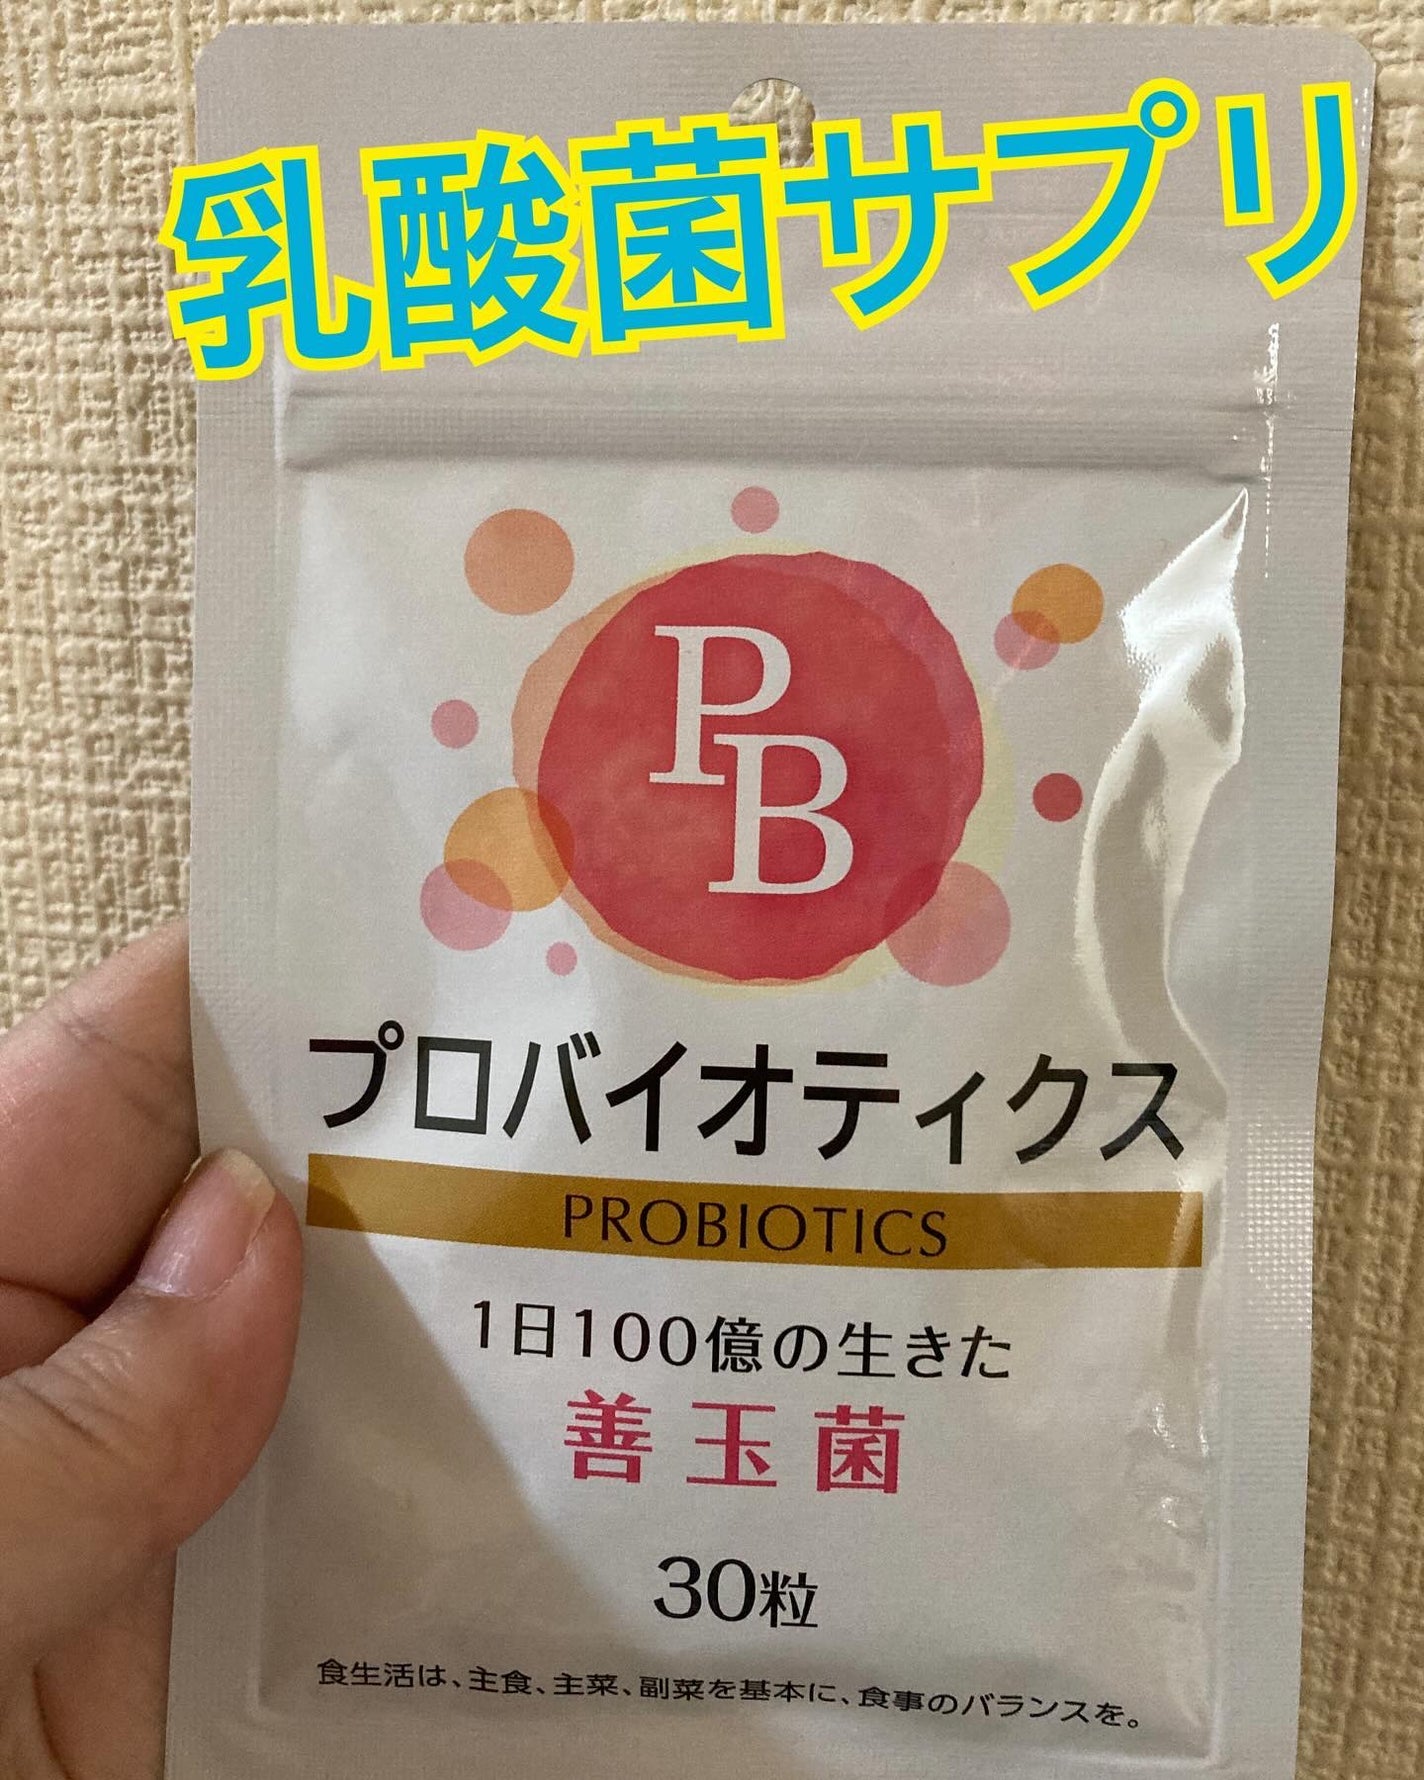 乳酸菌サプリ
P
B
プロバイオティクス
PROBIOTICS
1日100億の生きた
善玉菌
30粒
食生活は、主食、主菜、副菜を基本に、食事のバランスを。